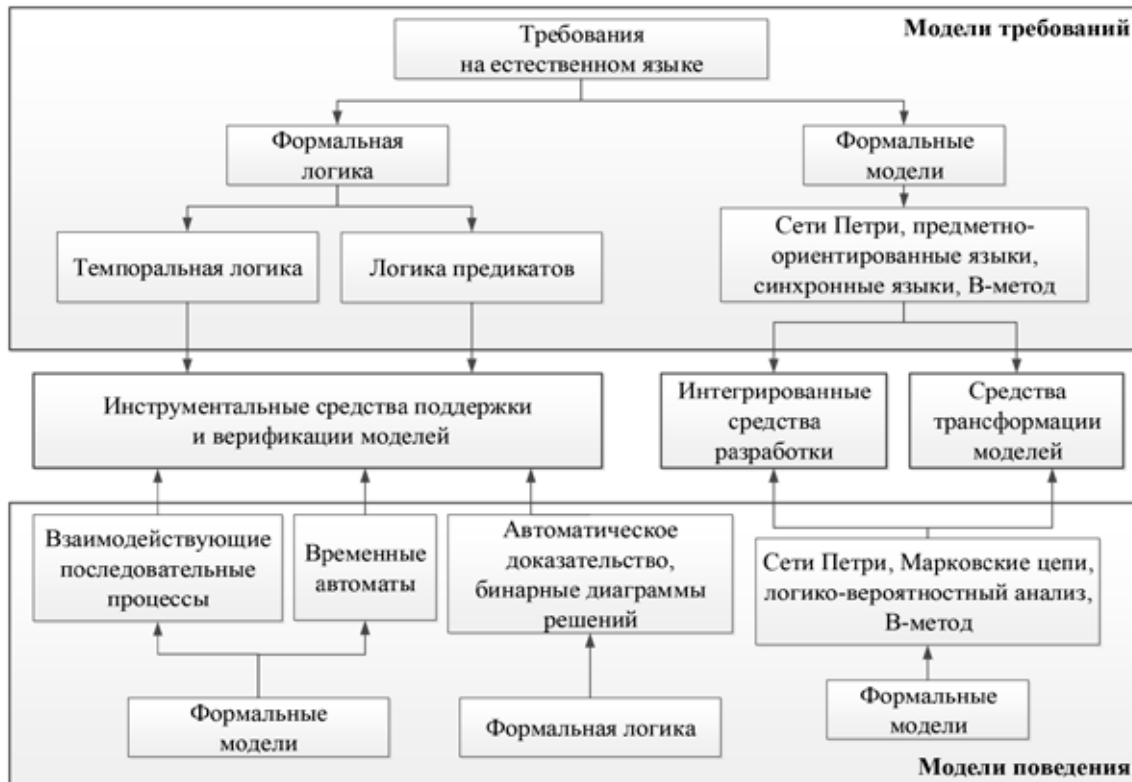 Модели требований
Требования
на естественном языке
Формальная
логика
Формальные
модели
Темпоральная логика
Логика предикатов
Сети Петри, предметно-
ориентированные языки,
синхронные языки, В-метод
Инструментальные средства поддержки
и верификации моделей
Интегрированные
средства
разработки
Средства
трансформации
моделей
Взаимодействующие
последовательные
процессы
Временные
автоматы
Автоматическое
доказательство,
бинарные диаграммы
решений
Сети Петри, Марковские цепи,
логико-вероятностный анализ,
В-метод
Формальные
модели
Формальная логика
Формальные
модели
Модели поведения